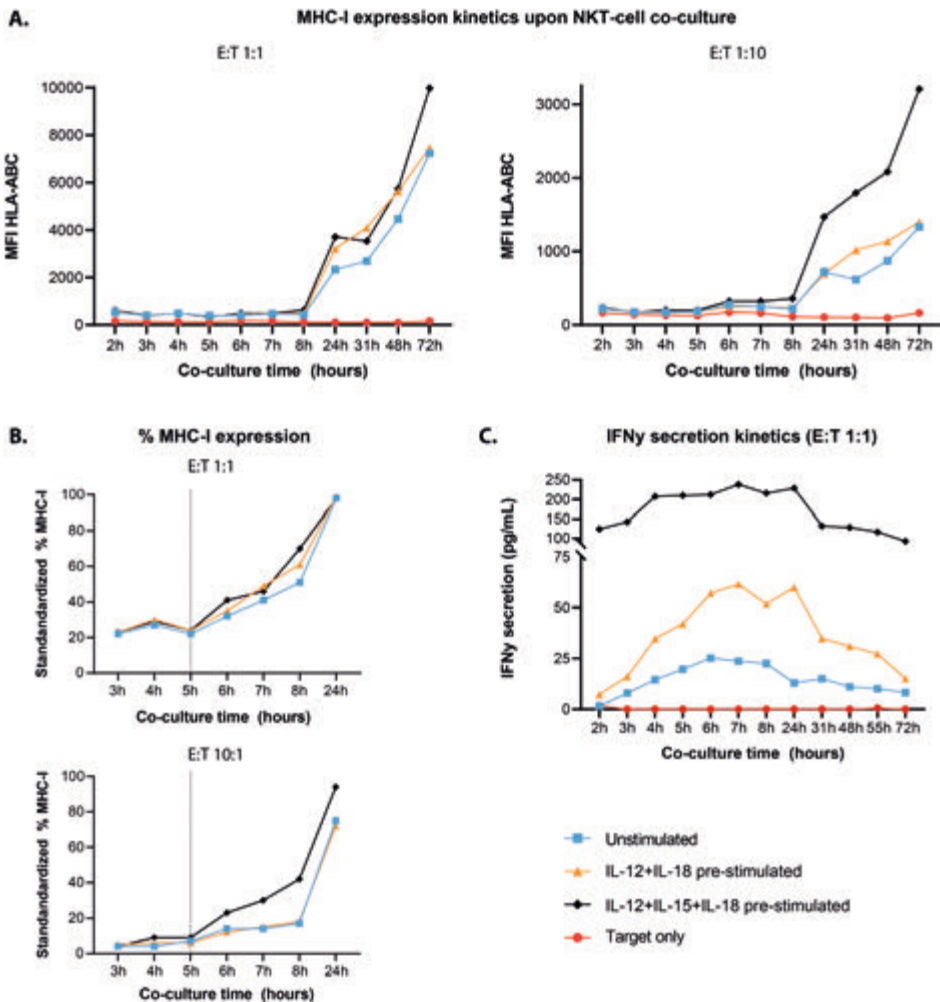 A.
MHC-I expression kinetics upon NKT-cell co-culture
E:T 1:1
10000
8000
6000
4000
2000
0
MFI HLA-ABC
2h 3h 4h 5h 6h 7h 8h 24h 31h 48h 72h
Co-culture time (hours)
E:T 1:10
3000
2000
1000
0
MFI HLA-ABC
2h 3h 4h 5h 6h 7h 8h 24h 31h 48h 72h
Co-culture time (hours)
B.
% MHC-I expression
E:T 1:1
100
80
60
40
20
0
Standandardized % MHC-I
3h 4h 5h 6h 7h 8h 24h
Co-culture time (hours)
E:T 10:1
100
80
60
40
20
0
Standardized % MHC-I
3h 4h 5h 6h 7h 8h 24h
Co-culture time (hours)
C.
IFNy secretion kinetics (E:T 1:1)
250
200
150
100
75
50
25
0
IFNy secretion (pg/mL)
2h 3h 4h 5h 6h 7h 8h 24h 31h 48h 55h 72h
Co-culture time (hours)
Unstimulated
IL-12+IL-18 pre-stimulated
IL-12+IL-15+IL-18 pre-stimulated
Target only